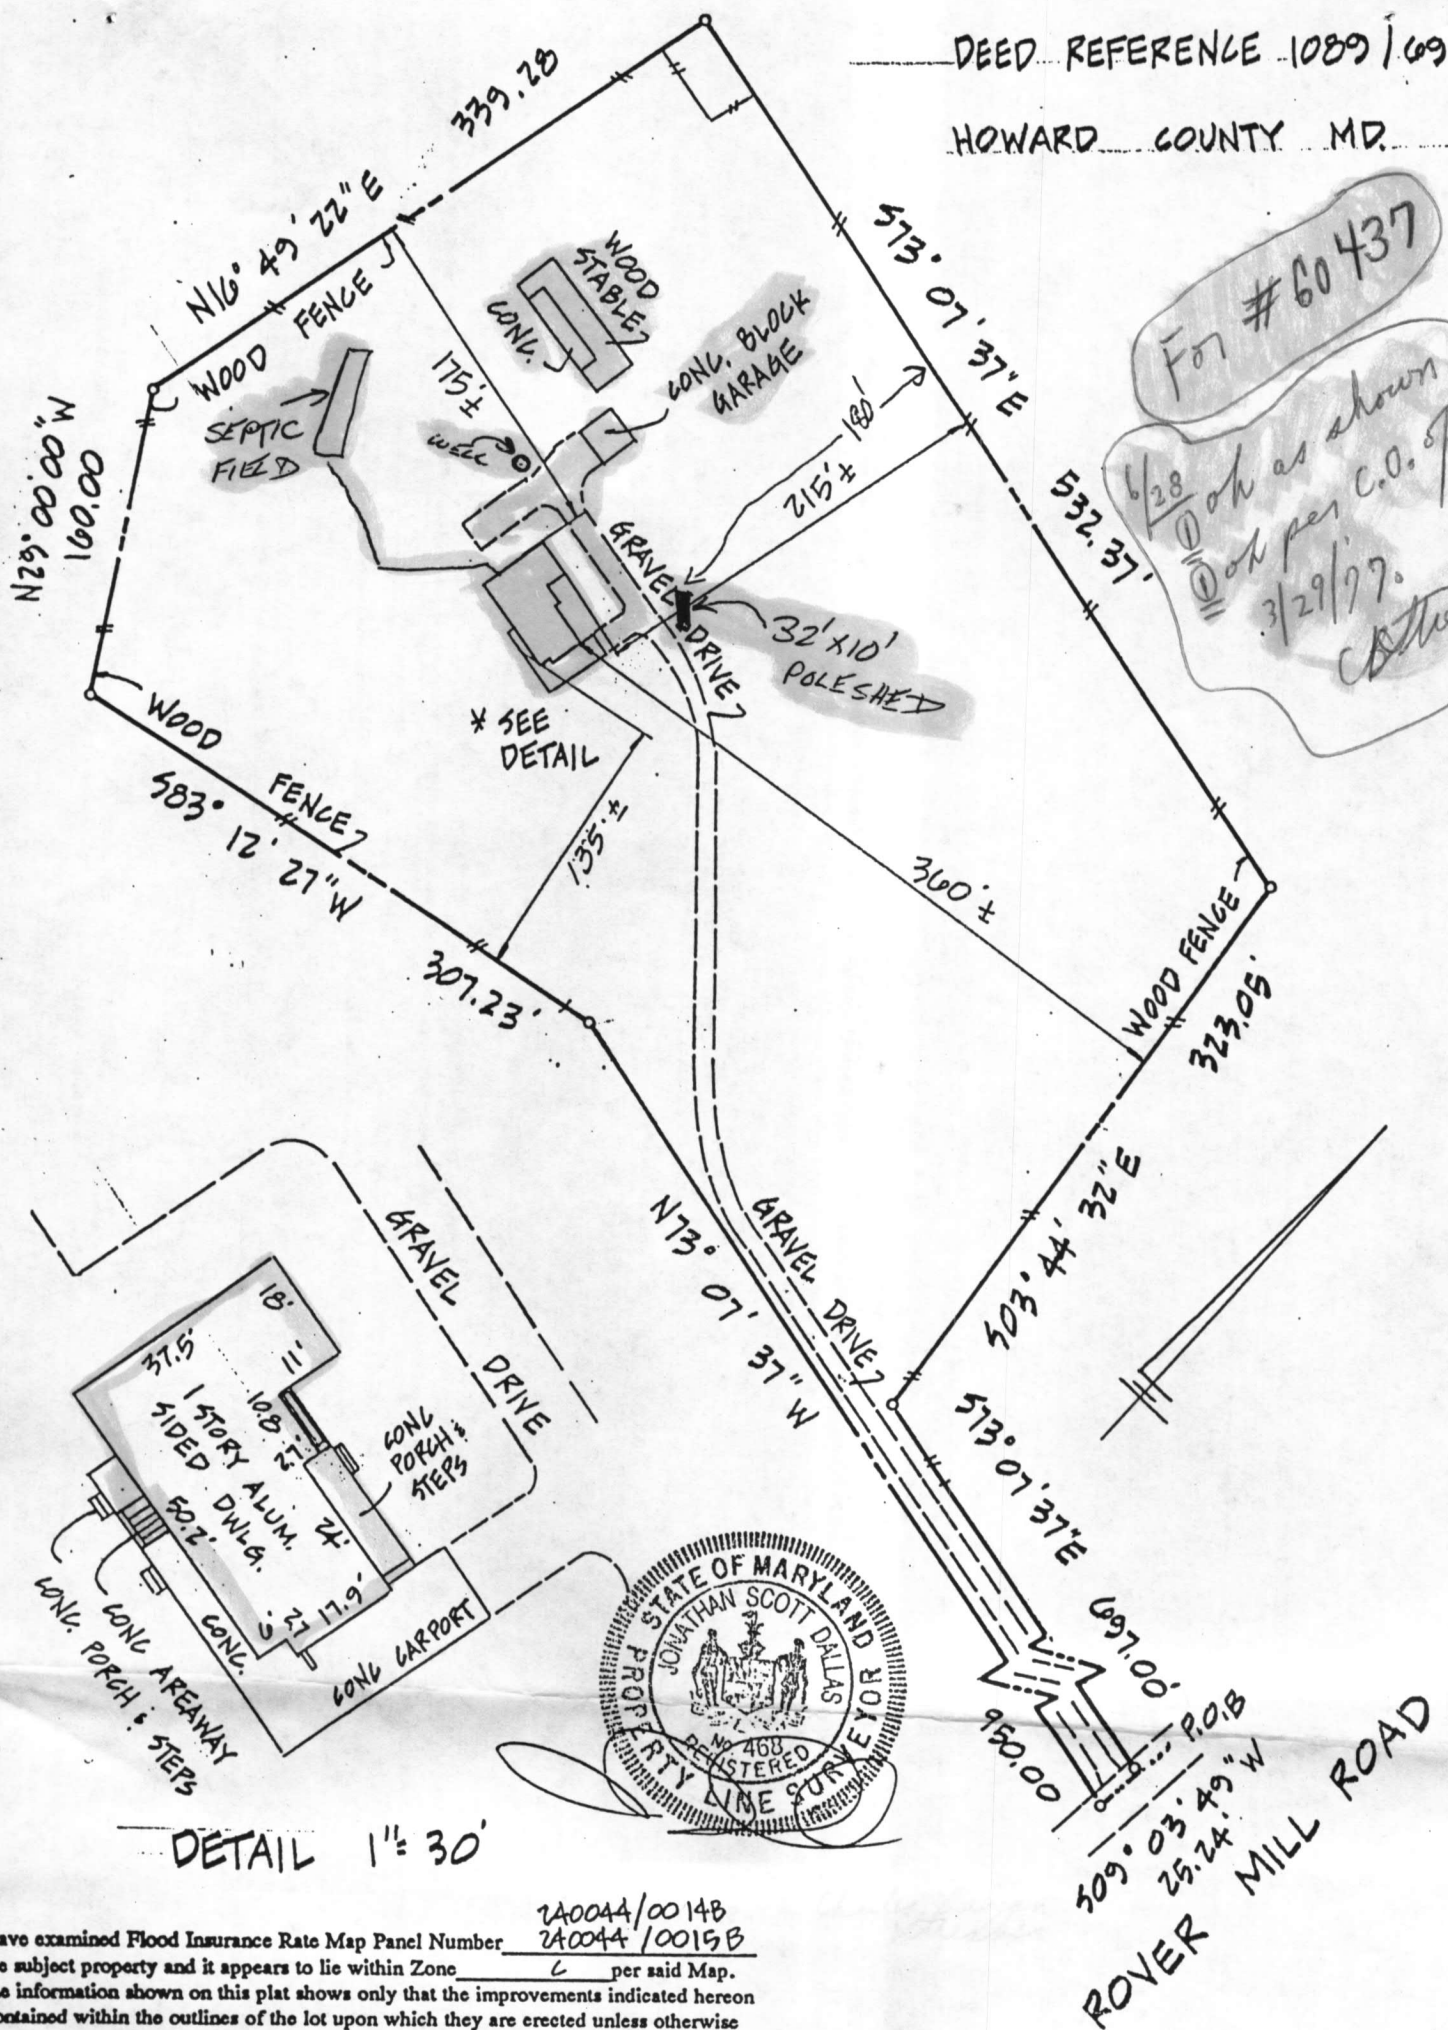 DEED REFERENCE 1089/69
HOWARD COUNTY MD.
For #60437
6/28 ① ok as shown
① ok per C.O. of
3/29/77.
339.28
N16° 49' 22" E
WOOD FENCE
S73° 07' 37" E
532.37'
N23° 00' 00" W
160.00
SEPTIC
FIELD
175'±
WELL
CONC.
WOOD
STABLE
CONC. BLOCK
GARAGE
180'
215'±
GRAVEL
DRIVE
32'X10'
POLE SHED
* SEE
DETAIL
WOOD
FENCE
S83° 12' 27" W
307.23'
135'±
360'±
WOOD FENCE
323.05'
S03° 44' 32" E
N73° 07' 37" W
GRAVEL DRIVE
S73° 07' 37" E
697.00'
950.00
P.O.B
S09° 03' 49" W
25.24'
ROVER MILL ROAD
GRAVEL DRIVE
18'
37.5'
11'
10.8
27'
1 STORY ALUM.
SIDED DWLG.
50.2'
24'
CONC
PORCH &
STEPS
6'
27
17.9'
CONC.
CONC CARPORT
CONC AREAWAY
CONC. PORCH & STEPS
DETAIL 1"= 30'
STATE OF MARYLAND
JONATHAN SCOTT DALLAS
No 468
REGISTERED
PROPERTY LINE SURVEYOR
240044/0014B
ave examined Flood Insurance Rate Map Panel Number 240044/0015B
e subject property and it appears to lie within Zone C per said Map.
e information shown on this plat shows only that the improvements indicated hereon
ontained within the outlines of the lot upon which they are erected unless otherwise